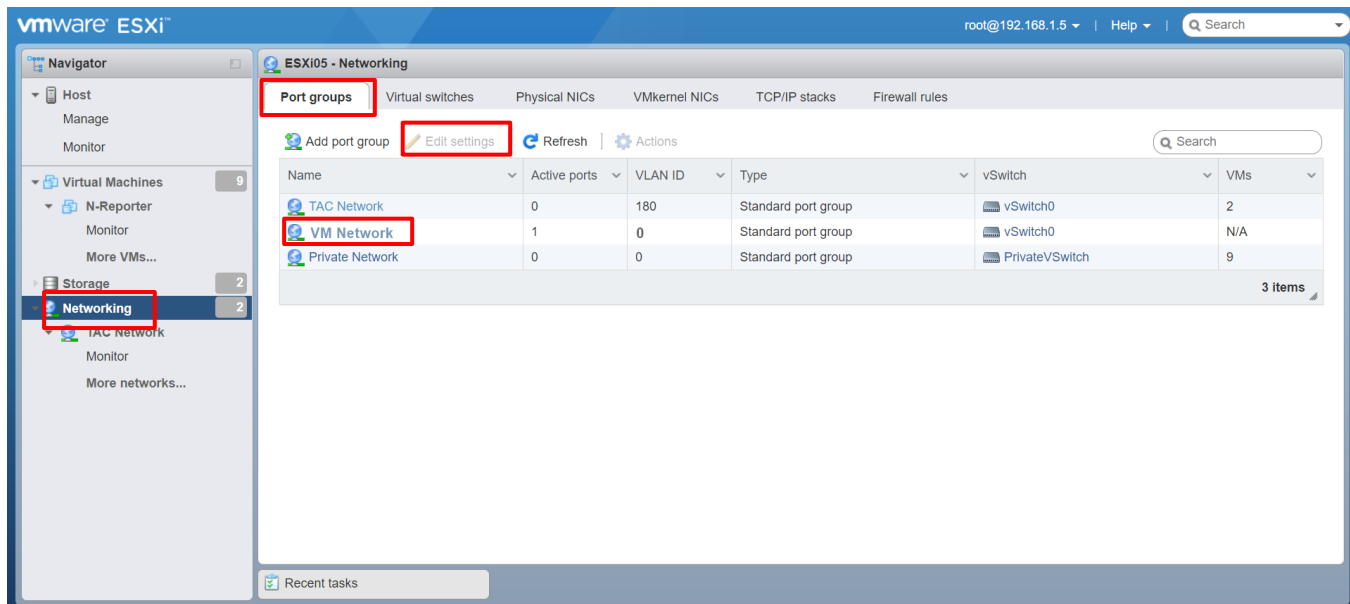 vmware ESXi™
root@192.168.1.5 | Help | Search
Navigator
Host
Manage
Monitor
Virtual Machines 9
N-Reporter
Monitor
More VMs...
Storage 2
Networking 2
TAC Network
Monitor
More networks...
ESXi05 - Networking
Port groups Virtual switches Physical NICs VMkernel NICs TCP/IP stacks Firewall rules
Add port group Edit settings Refresh | Actions Search
Name Active ports VLAN ID Type vSwitch VMs
TAC Network 0 180 Standard port group vSwitch0 2
VM Network 1 0 Standard port group vSwitch0 N/A
Private Network 0 0 Standard port group PrivateVSwitch 9
3 items
Recent tasks